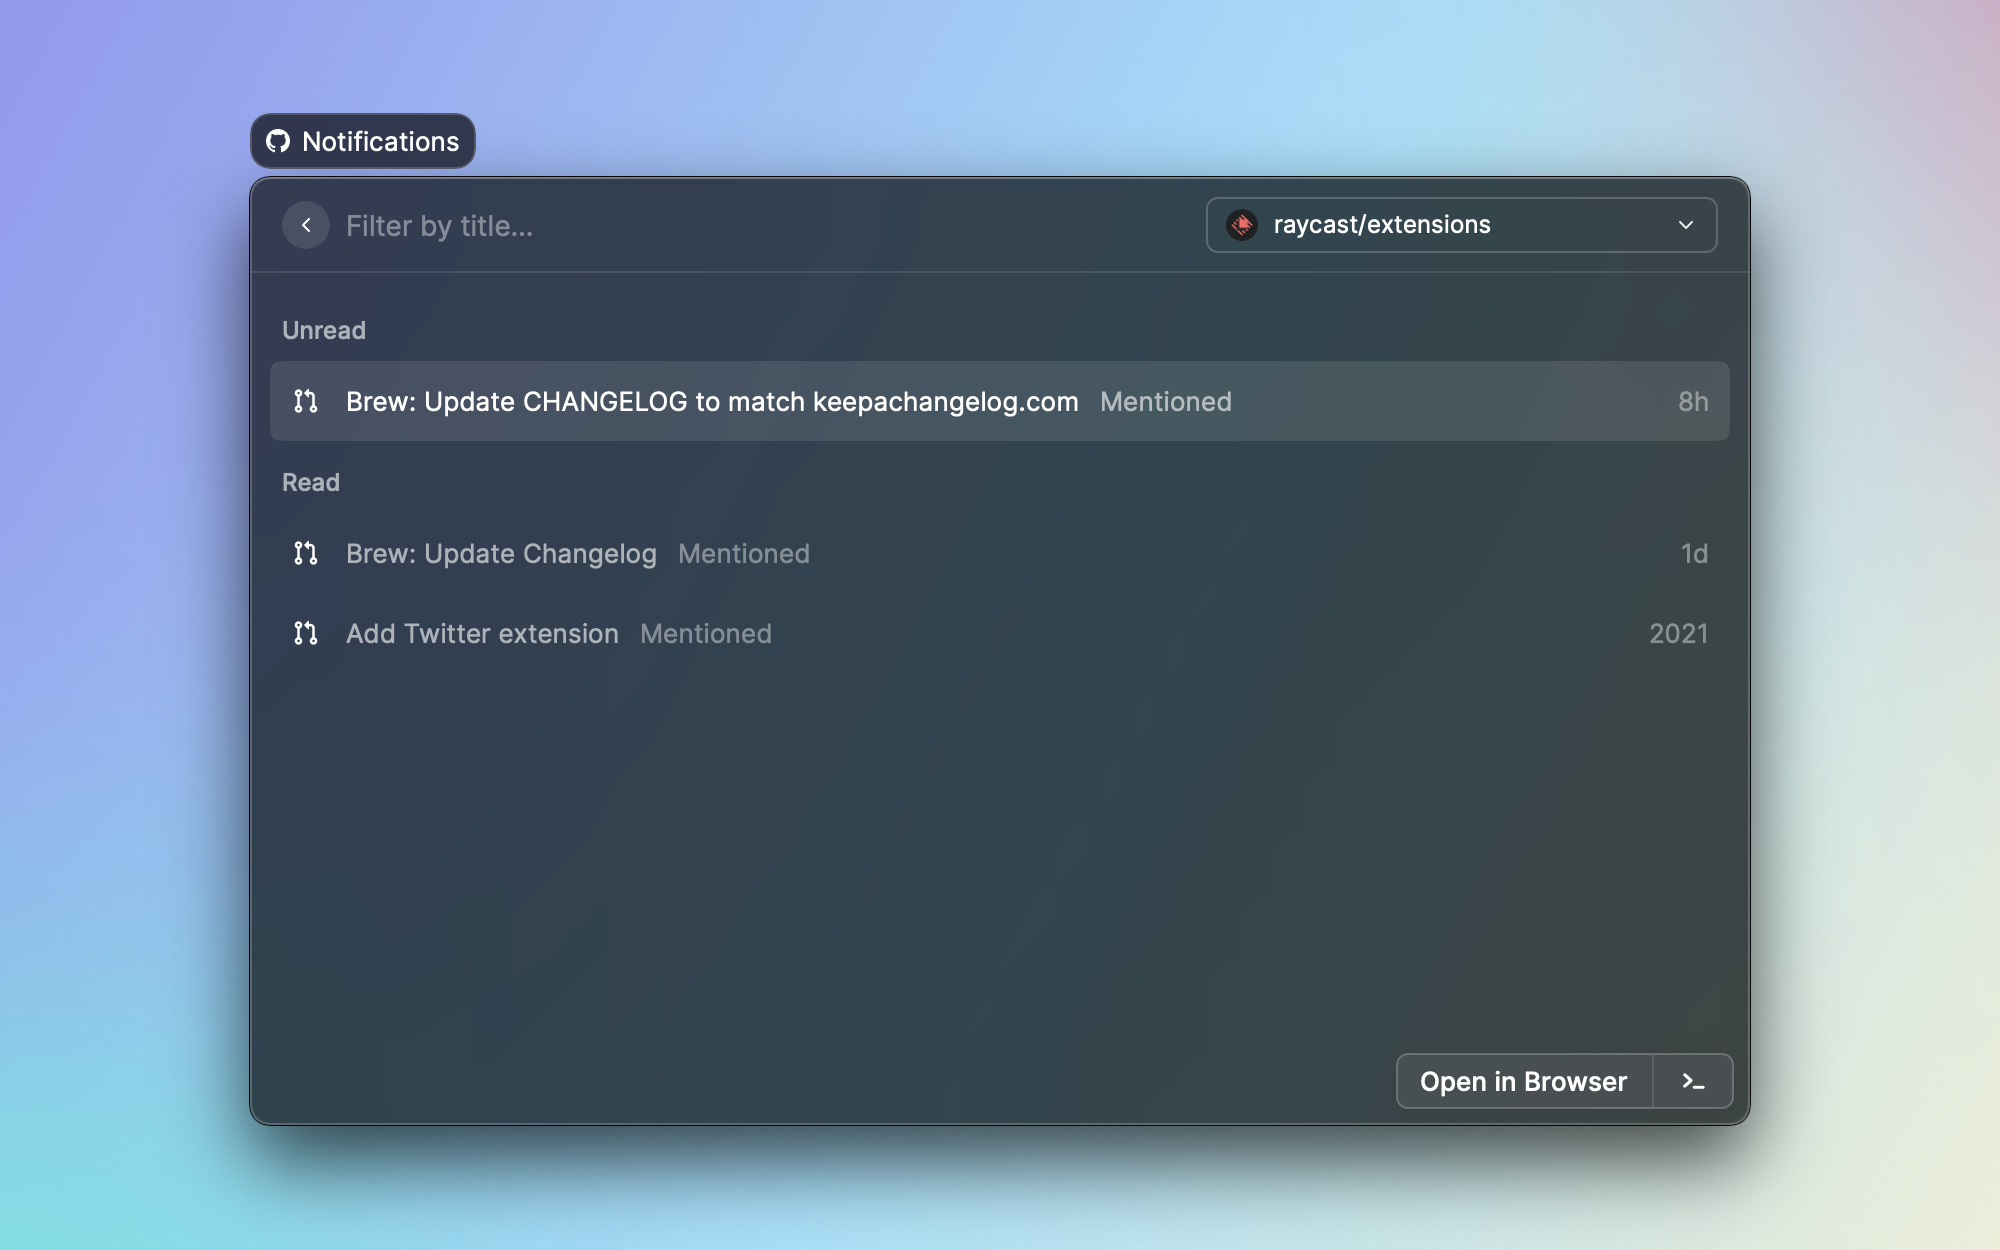 Notifications
Filter by title...
raycast/extensions
Unread
Brew: Update CHANGELOG to match keepachangelog.com Mentioned 8h
Read
Brew: Update Changelog Mentioned 1d
Add Twitter extension Mentioned 2021
Open in Browser